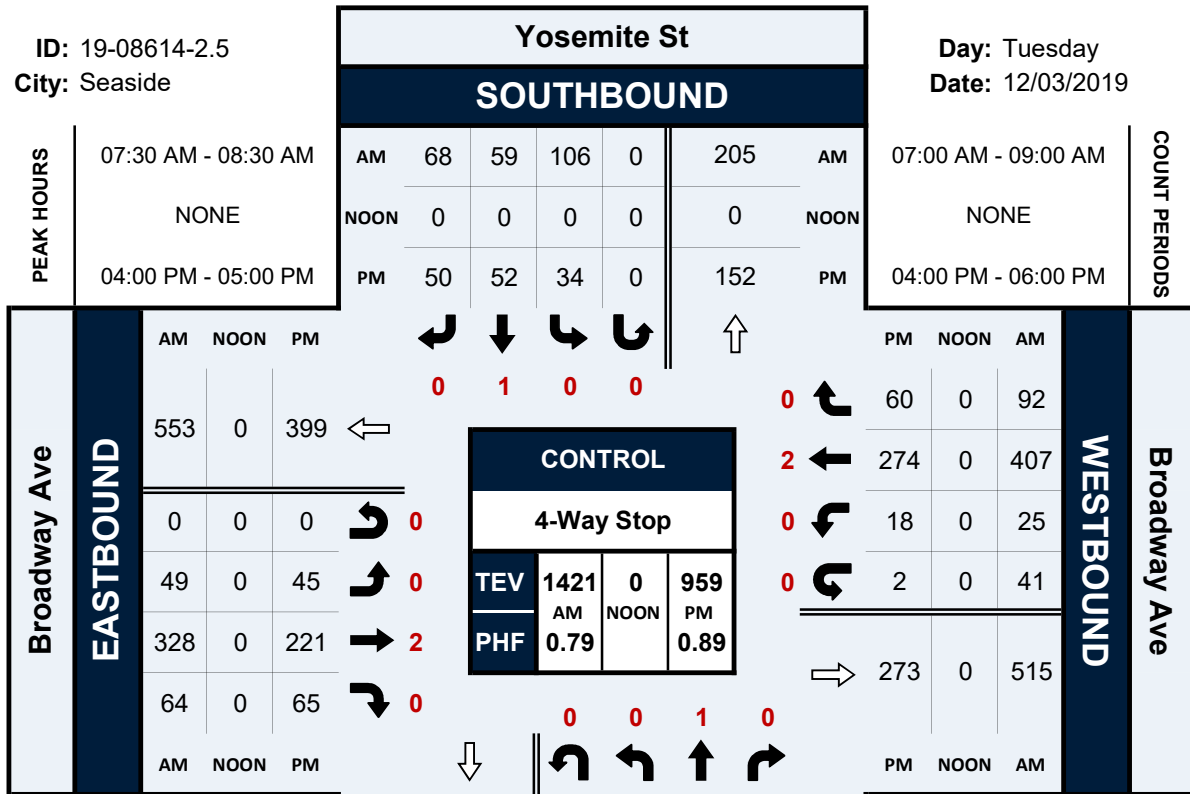 Yosemite St
ID: 19-08614-2.5
City: Seaside
Day: Tuesday
Date: 12/03/2019
SOUTHBOUND
PEAK HOURS
07:30 AM - 08:30 AM
NONE
04:00 PM - 05:00 PM
AM 68 59 106 0 205 AM
NOON 0 0 0 0 0 NOON
PM 50 52 34 0 152 PM
07:00 AM - 09:00 AM
NONE
04:00 PM - 06:00 PM
COUNT PERIODS
0 1 0 0
Broadway Ave
EASTBOUND
AM NOON PM
553 0 399
0 0 0 0
49 0 45 0
328 0 221 2
64 0 65 0
AM NOON PM
CONTROL
4-Way Stop
TEV 1421 0 959
AM NOON PM
PHF 0.79 0.89
PM NOON AM
0 60 0 92
2 274 0 407
0 18 0 25
0 2 0 41
273 0 515
PM NOON AM
WESTBOUND
Broadway Ave
0 0 1 0